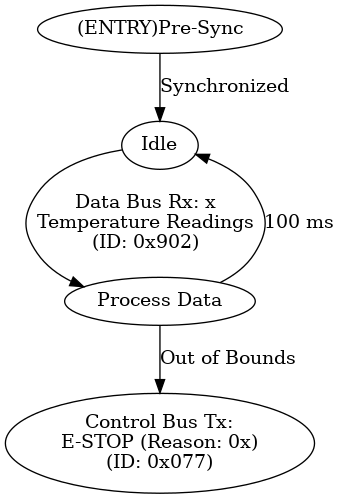 (ENTRY)Pre-Sync
Synchronized
Idle
Data Bus Rx: x
Temperature Readings
(ID: 0x902)
100 ms
Process Data
Out of Bounds
Control Bus Tx:
E-STOP (Reason: 0x)
(ID: 0x077)